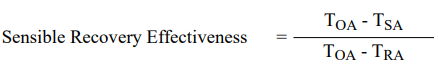 Sensible Recovery Effectiveness = T_OA - T_SA
T_OA - T_RA